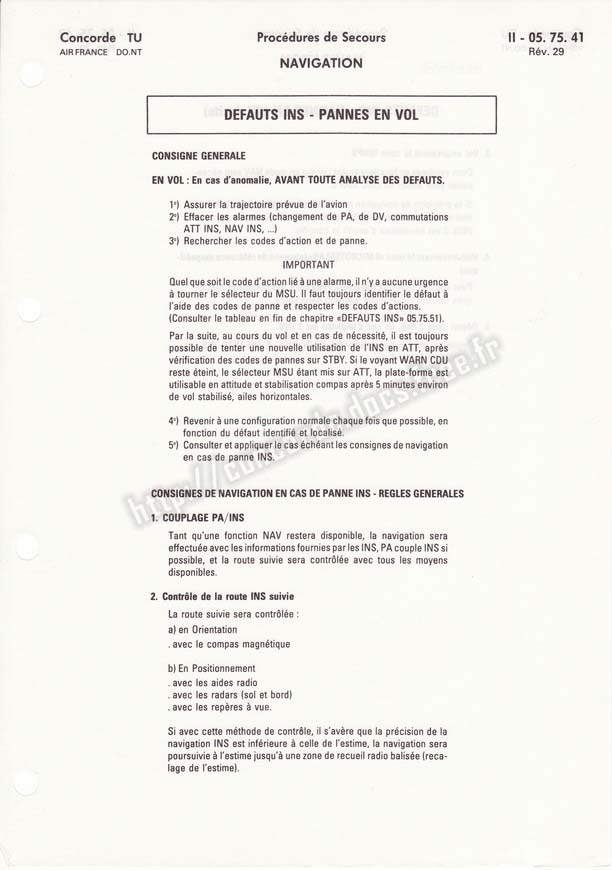 Concorde TU
AIR FRANCE DO.NT
Procédures de Secours
NAVIGATION
II - 05. 75. 41
Rév. 29
DEFAUTS INS - PANNES EN VOL
CONSIGNE GENERALE
EN VOL : En cas d'anomalie, AVANT TOUTE ANALYSE DES DEFAUTS.
1°) Assurer la trajectoire prévue de l'avion
2°) Effacer les alarmes (changement de PA, de DV, commutations
ATT INS, NAV INS, ...)
3°) Rechercher les codes d'action et de panne.
IMPORTANT
Quel que soit le code d'action lié à une alarme, il n'y a aucune urgence
à tourner le sélecteur du MSU. Il faut toujours identifier le défaut à
l'aide des codes de panne et respecter les codes d'actions.
(Consulter le tableau en fin de chapitre «DEFAUTS INS» 05.75.51).
Par la suite, au cours du vol et en cas de nécessité, il est toujours
possible de tenter une nouvelle utilisation de l'INS en ATT, après
vérification des codes de pannes sur STBY. Si le voyant WARN CDU
reste éteint, le sélecteur MSU étant mis sur ATT, la plate-forme est
utilisable en attitude et stabilisation compas après 5 minutes environ
de vol stabilisé, ailes horizontales.
4°) Revenir à une configuration normale chaque fois que possible, en
fonction du défaut identifié et localisé.
5°) Consulter et appliquer le cas échéant les consignes de navigation
en cas de panne INS.
CONSIGNES DE NAVIGATION EN CAS DE PANNE INS - REGLES GENERALES
1. COUPLAGE PA/INS
Tant qu'une fonction NAV restera disponible, la navigation sera
effectuée avec les informations fournies par les INS, PA couple INS si
possible, et la route suivie sera contrôlée avec tous les moyens
disponibles.
2. Contrôle de la route INS suivie
La route suivie sera contrôlée :
a) en Orientation
. avec le compas magnétique
b) En Positionnement
. avec les aides radio
. avec les radars (sol et bord)
. avec les repères à vue.
Si avec cette méthode de contrôle, il s'avère que la précision de la
navigation INS est inférieure à celle de l'estime, la navigation sera
poursuivie à l'estime jusqu'à une zone de recueil radio balisée (reca-
lage de l'estime).
http://concorde.docs.free.fr